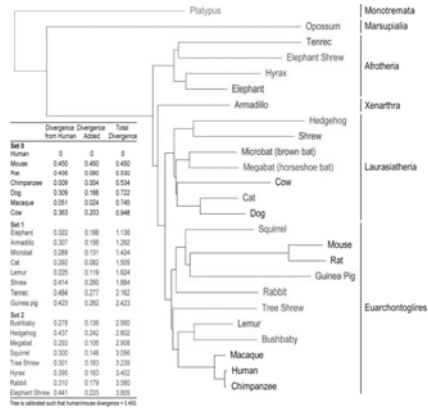 Platypus Monotremata
Opossum Marsupialia
Tenrec
Elephant Shrew
Hyrax
Elephant
Afrotheria
Armadillo Xenarthra
Hedgehog
Shrew
Microbat (brown bat)
Megabat (horseshoe bat)
Cow
Cat
Dog
Laurasiatheria
Squirrel
Mouse
Rat
Guinea Pig
Rabbit
Tree Shrew
Lemur
Bushbaby
Macaque
Human
Chimpanzee
Euarchontoglires
Divergence Divergence Total
from Human Added Divergence
Set 0
Human 0 0 0
Mouse 0.450 0.450 0.450
Rat 0.456 0.080 0.530
Chimpanzee 0.009 0.004 0.534
Dog 0.309 0.188 0.722
Macaque 0.051 0.024 0.745
Cow 0.363 0.203 0.948
Set 1
Elephant 0.322 0.188 1.136
Armadillo 0.307 0.156 1.292
Microbat 0.289 0.131 1.424
Cat 0.292 0.082 1.505
Lemur 0.225 0.119 1.624
Shrew 0.414 0.260 1.884
Tenrec 0.484 0.277 2.162
Guinea pig 0.423 0.262 2.423
Set 2
Bushbaby 0.278 0.136 2.560
Hedgehog 0.437 0.242 2.802
Megabat 0.293 0.106 2.908
Squirrel 0.300 0.148 3.056
Tree Shrew 0.301 0.183 3.239
Hyrax 0.395 0.163 3.402
Rabbit 0.310 0.179 3.580
Elephant Shrew 0.441 0.225 3.805
Tree is calibrated such that human/mouse divergence = 0.450.